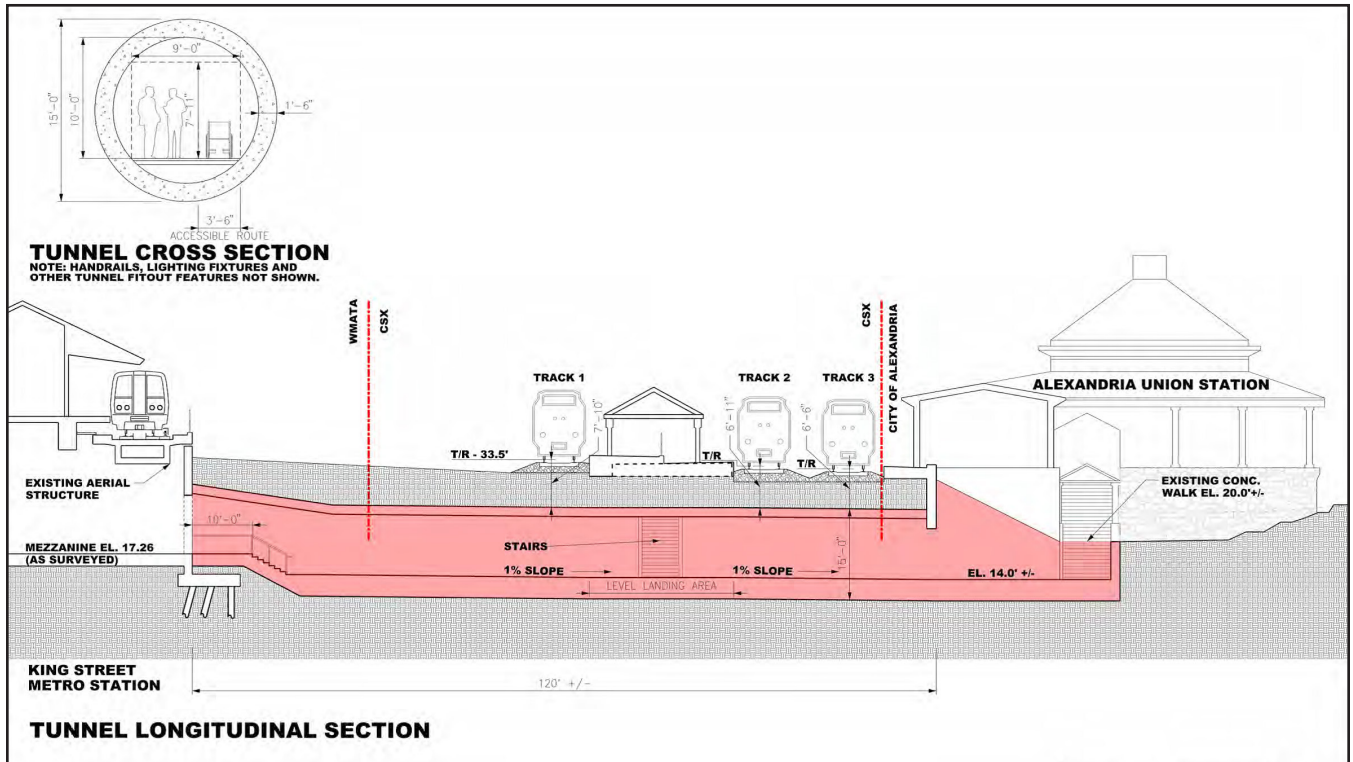 9'-0"
15'-0"
10'-0"
7'-11"
1'-6"
3'-6"
ACCESSIBLE ROUTE
TUNNEL CROSS SECTION
NOTE: HANDRAILS, LIGHTING FIXTURES AND
OTHER TUNNEL FITOUT FEATURES NOT SHOWN.
WMATA
CSX
CSX
CITY OF ALEXANDRIA
TRACK 1
TRACK 2
TRACK 3
ALEXANDRIA UNION STATION
7'-10"
6'-11"
6'-6"
T/R - 33.5'
T/R
T/R
EXISTING AERIAL
STRUCTURE
EXISTING CONC.
WALK EL. 20.0'+/-
10'-0"
MEZZANINE EL. 17.26
(AS SURVEYED)
STAIRS
15'-0"
1% SLOPE
1% SLOPE
EL. 14.0' +/-
LEVEL LANDING AREA
KING STREET
METRO STATION
120' +/-
TUNNEL LONGITUDINAL SECTION